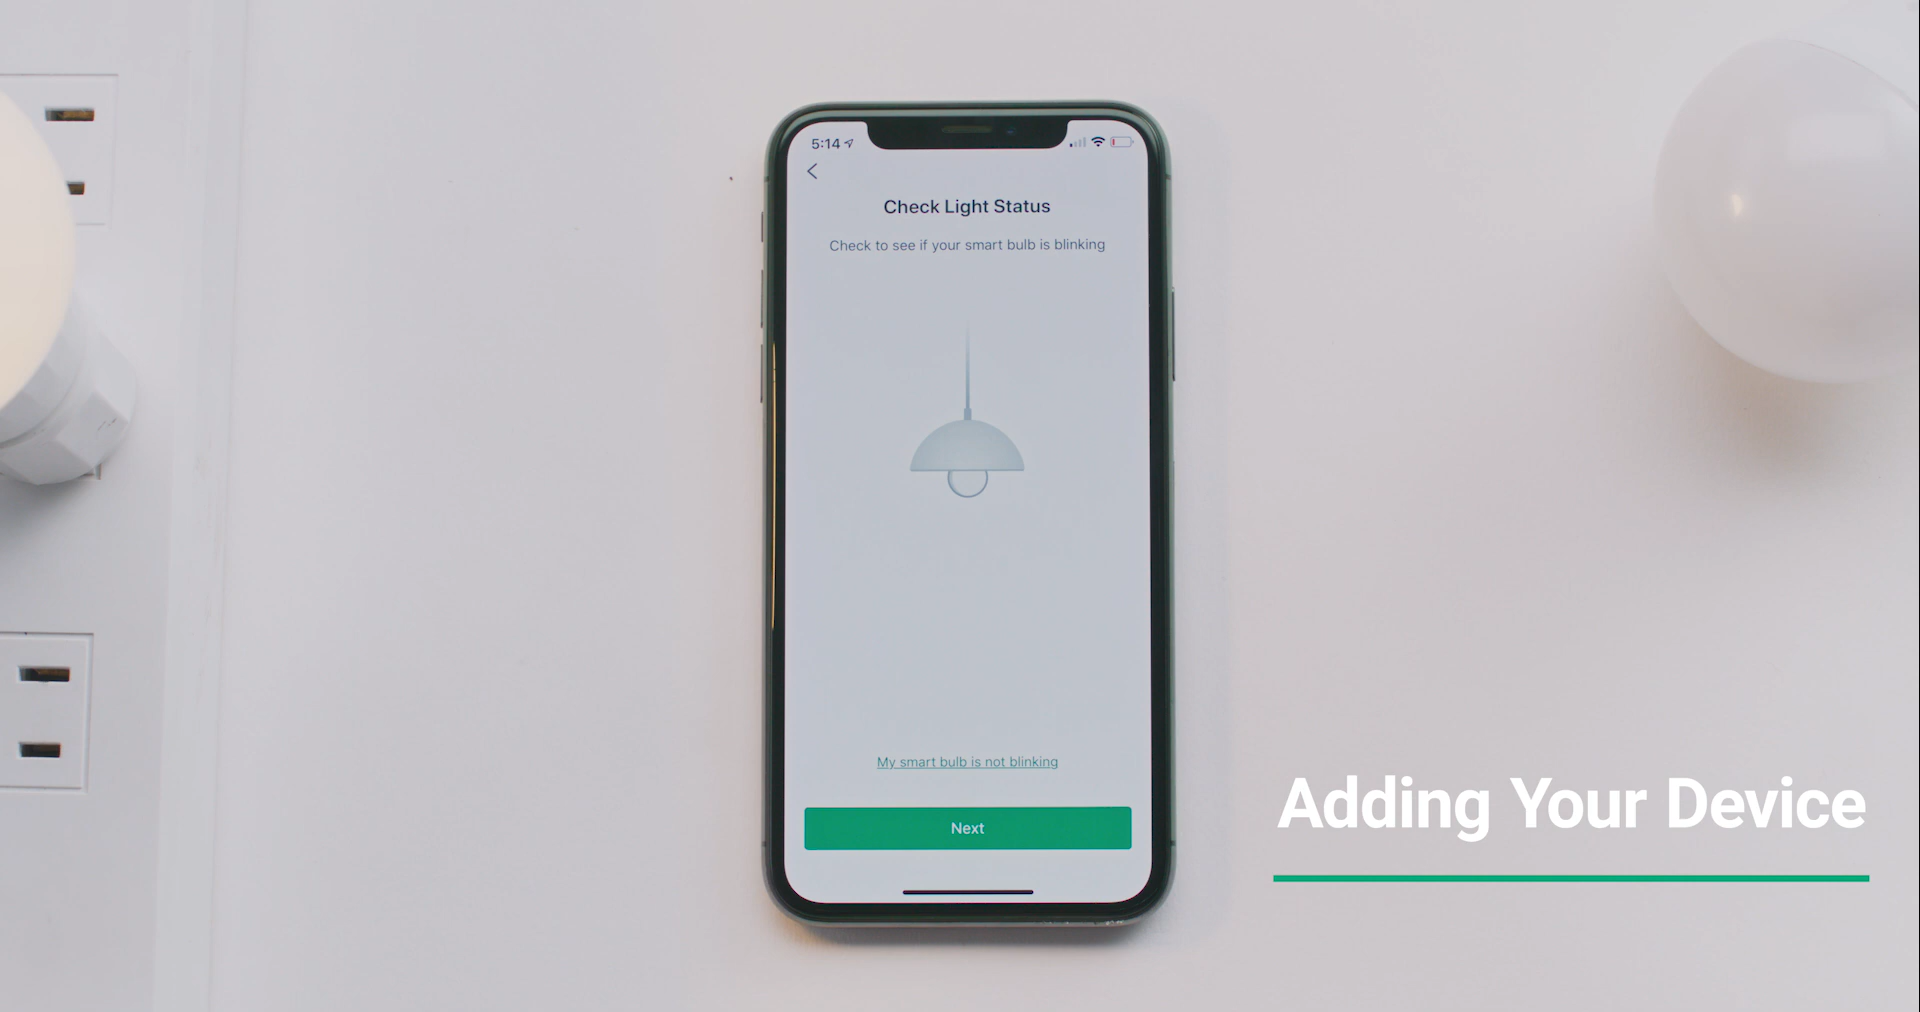 5:14
Check Light Status
Check to see if your smart bulb is blinking
My smart bulb is not blinking
Next
Adding Your Device